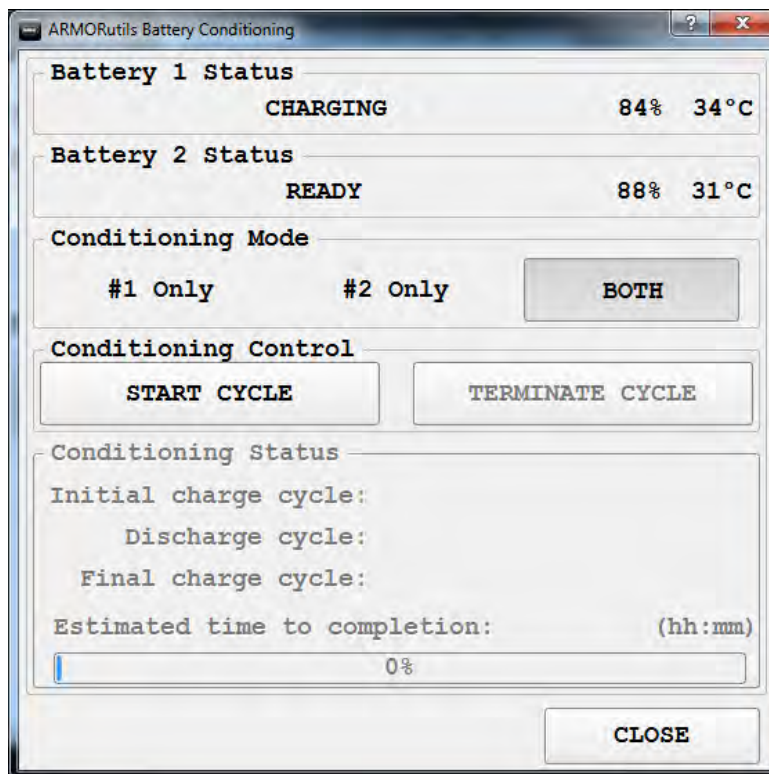 ARMORutils Battery Conditioning
Battery 1 Status
CHARGING 84% 34°C
Battery 2 Status
READY 88% 31°C
Conditioning Mode
#1 Only #2 Only BOTH
Conditioning Control
START CYCLE TERMINATE CYCLE
Conditioning Status
Initial charge cycle:
Discharge cycle:
Final charge cycle:
Estimated time to completion: (hh:mm)
0%
CLOSE